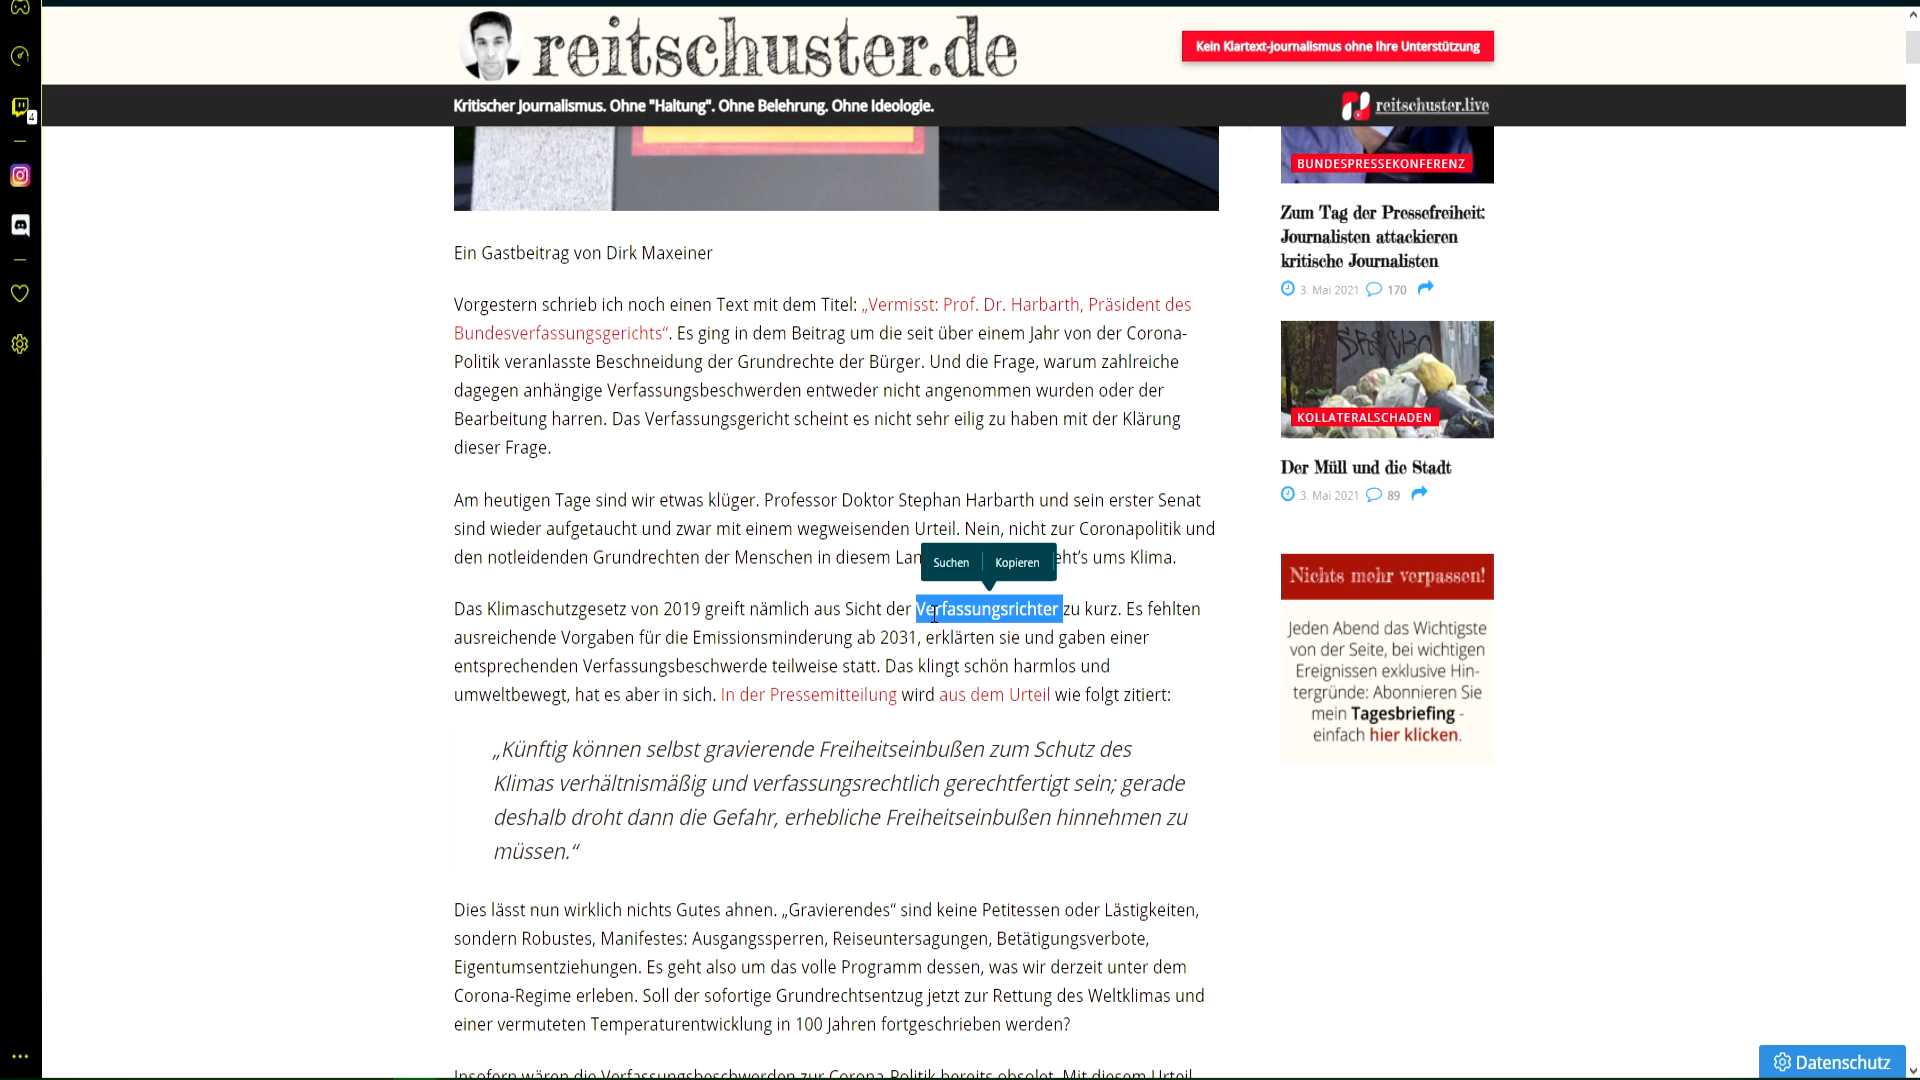 reitschuster.de
Kein Klartext-Journalismus ohne Ihre Unterstützung
Kritischer Journalismus. Ohne "Haltung". Ohne Belehrung. Ohne Ideologie.
reitschuster.live
4
Ein Gastbeitrag von Dirk Maxeiner
Vorgestern schrieb ich noch einen Text mit dem Titel: „Vermisst: Prof. Dr. Harbarth, Präsident des
Bundesverfassungsgerichts“. Es ging in dem Beitrag um die seit über einem Jahr von der Corona-
Politik veranlasste Beschneidung der Grundrechte der Bürger. Und die Frage, warum zahlreiche
dagegen anhängige Verfassungsbeschwerden entweder nicht angenommen wurden oder der
Bearbeitung harren. Das Verfassungsgericht scheint es nicht sehr eilig zu haben mit der Klärung
dieser Frage.
Am heutigen Tage sind wir etwas klüger. Professor Doktor Stephan Harbarth und sein erster Senat
sind wieder aufgetaucht und zwar mit einem wegweisenden Urteil. Nein, nicht zur Coronapolitik und
den notleidenden Grundrechten der Menschen in diesem Lan eht’s ums Klima.
Suchen Kopieren
Das Klimaschutzgesetz von 2019 greift nämlich aus Sicht der Verfassungsrichter zu kurz. Es fehlten
ausreichende Vorgaben für die Emissionsminderung ab 2031, erklärten sie und gaben einer
entsprechenden Verfassungsbeschwerde teilweise statt. Das klingt schön harmlos und
umweltbewegt, hat es aber in sich. In der Pressemitteilung wird aus dem Urteil wie folgt zitiert:
„Künftig können selbst gravierende Freiheitseinbußen zum Schutz des
Klimas verhältnismäßig und verfassungsrechtlich gerechtfertigt sein; gerade
deshalb droht dann die Gefahr, erhebliche Freiheitseinbußen hinnehmen zu
müssen.“
Dies lässt nun wirklich nichts Gutes ahnen. „Gravierendes“ sind keine Petitessen oder Lästigkeiten,
sondern Robustes, Manifestes: Ausgangssperren, Reiseuntersagungen, Betätigungsverbote,
Eigentumsentziehungen. Es geht also um das volle Programm dessen, was wir derzeit unter dem
Corona-Regime erleben. Soll der sofortige Grundrechtsentzug jetzt zur Rettung des Weltklimas und
einer vermuteten Temperaturentwicklung in 100 Jahren fortgeschrieben werden?
Insofern wären die Verfassungsbeschwerden zur Corona-Politik bereits obsolet. Mit diesem Urteil
BUNDESPRESSEKONFERENZ
Zum Tag der Pressefreiheit:
Journalisten attackieren
kritische Journalisten
3. Mai 2021 170
KOLLATERALSCHADEN
Der Müll und die Stadt
3. Mai 2021 89
Nichts mehr verpassen!
Jeden Abend das Wichtigste
von der Seite, bei wichtigen
Ereignissen exklusive Hin-
tergründe: Abonnieren Sie
mein Tagesbriefing -
einfach hier klicken.
Datenschutz